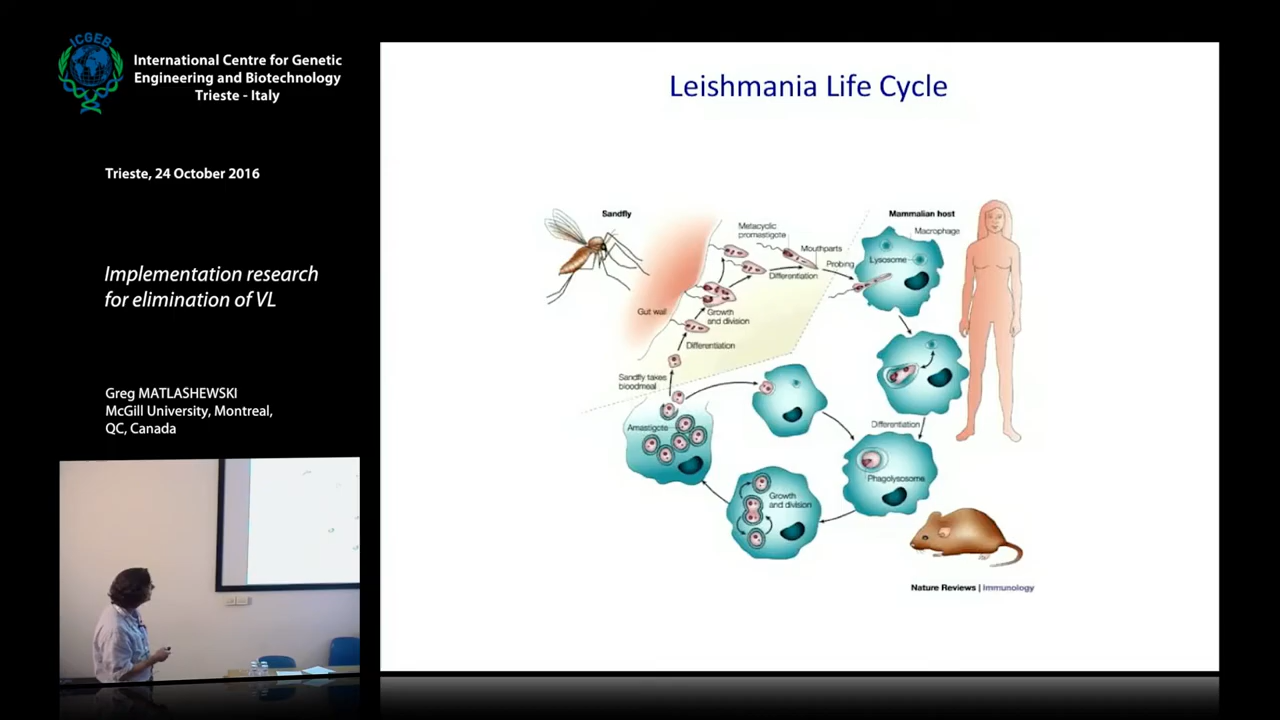 ICGEB
International Centre for Genetic
Engineering and Biotechnology
Trieste - Italy
Trieste, 24 October 2016
Implementation research
for elimination of VL
Greg MATLASHEWSKI
McGill University, Montreal,
QC, Canada
Leishmania Life Cycle
Sandfly
Metacyclic
promastigote
Mouthparts
Probing
Differentiation
Gut wall
Growth
and division
Differentiation
Sandfly takes
bloodmeal
Mammalian host
Macrophage
Lysosome
Differentiation
Phagolysosome
Growth
and division
Amastigote
Nature Reviews | Immunology